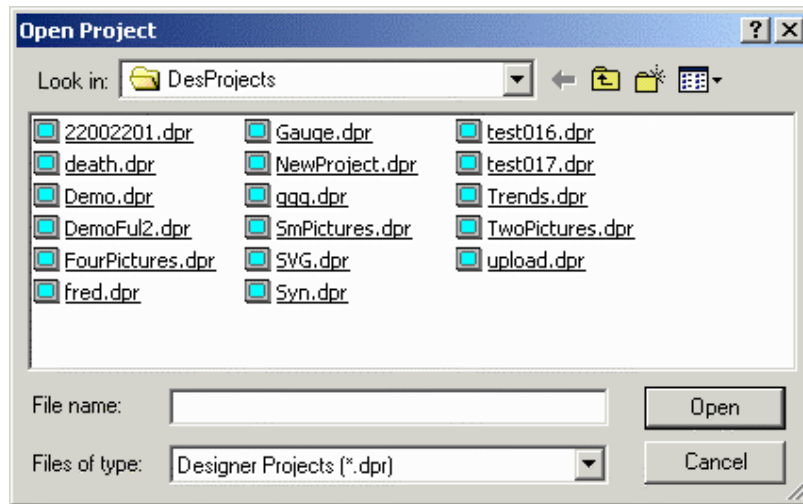 Open Project
Look in: DesProjects
22002201.dpr
death.dpr
Demo.dpr
DemoFul2.dpr
FourPictures.dpr
fred.dpr
Gauge.dpr
NewProject.dpr
qqq.dpr
SmPictures.dpr
SVG.dpr
Syn.dpr
test016.dpr
test017.dpr
Trends.dpr
TwoPictures.dpr
upload.dpr
File name:
Open
Files of type: Designer Projects (*.dpr)
Cancel